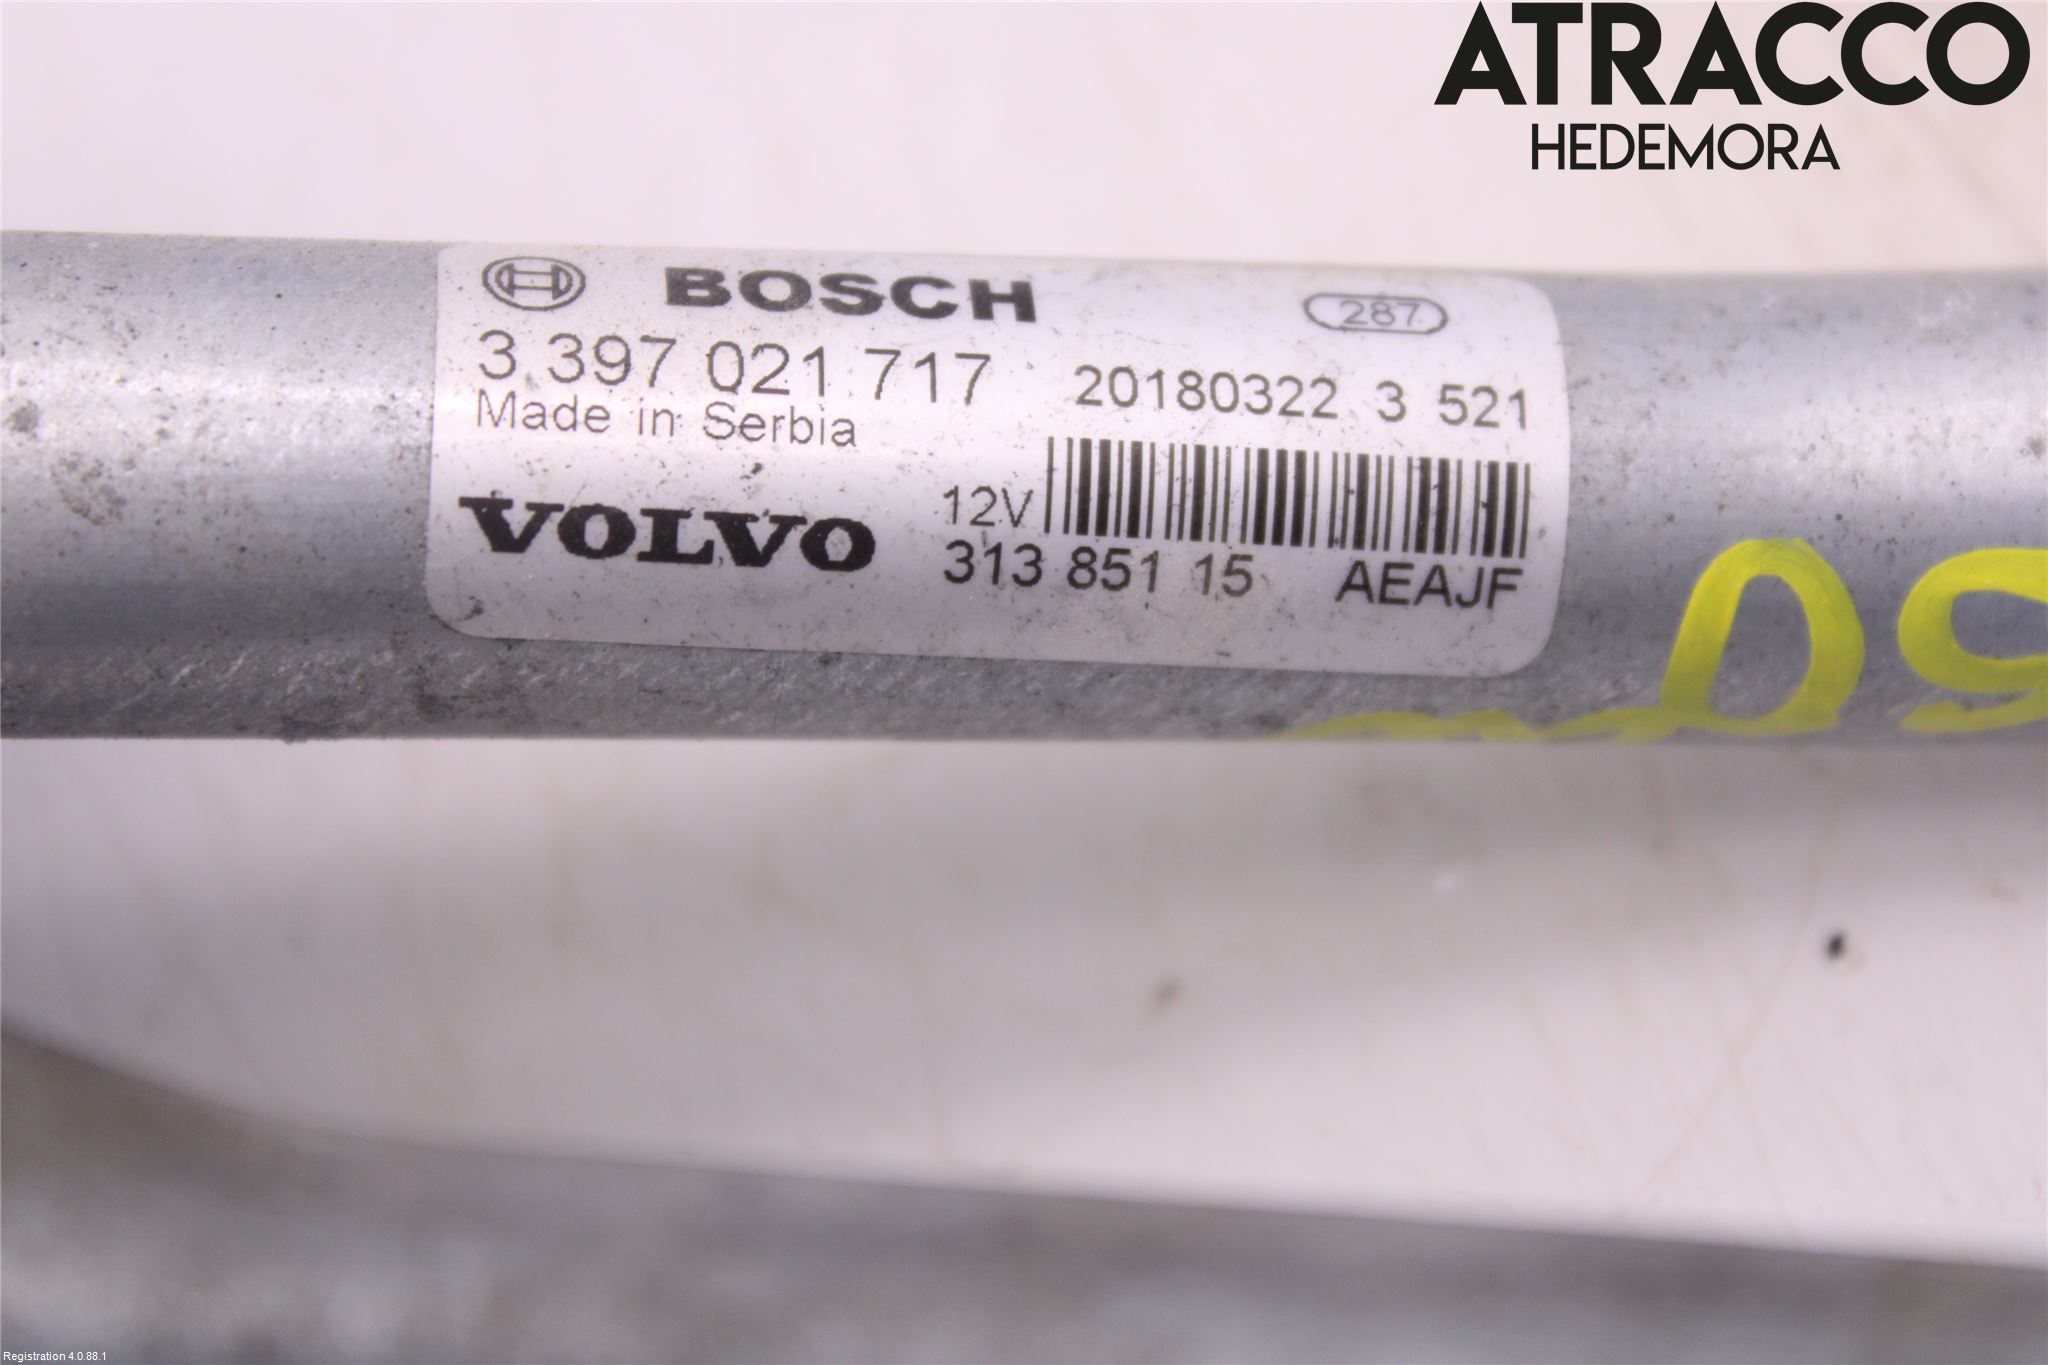 ATRACCO
HEDEMORA
BOSCH 287
3 397 021 717 20180322 3 521
Made in Serbia
VOLVO 12V
313 851 15 AEAJF
Registration 4.0.88.1